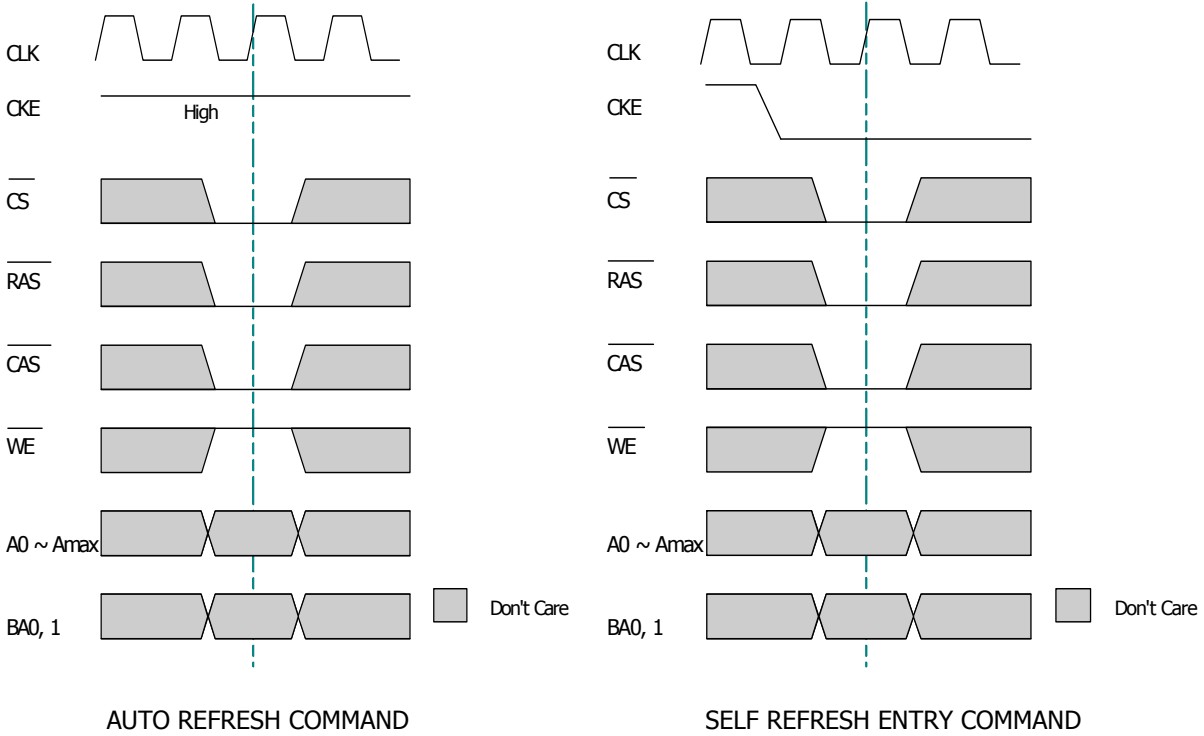 CLK
CKE
High
CS
RAS
CAS
WE
A0 ~ Amax
BA0, 1
Don't Care
AUTO REFRESH COMMAND
CLK
CKE
CS
RAS
CAS
WE
A0 ~ Amax
BA0, 1
Don't Care
SELF REFRESH ENTRY COMMAND